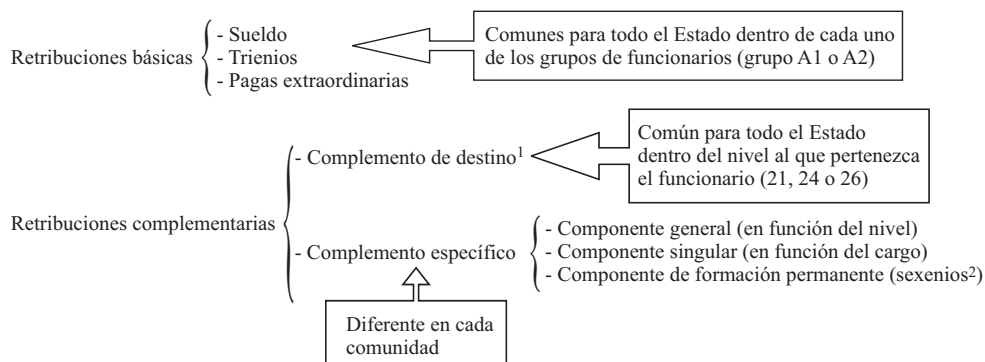 Retribuciones básicas
- Sueldo
- Trienios
- Pagas extraordinarias
Comunes para todo el Estado dentro de cada uno
de los grupos de funcionarios (grupo A1 o A2)
Retribuciones complementarias
- Complemento de destino1
Común para todo el Estado
dentro del nivel al que pertenezca
el funcionario (21, 24 o 26)
- Complemento específico
- Componente general (en función del nivel)
- Componente singular (en función del cargo)
- Componente de formación permanente (sexenios2)
Diferente en cada
comunidad